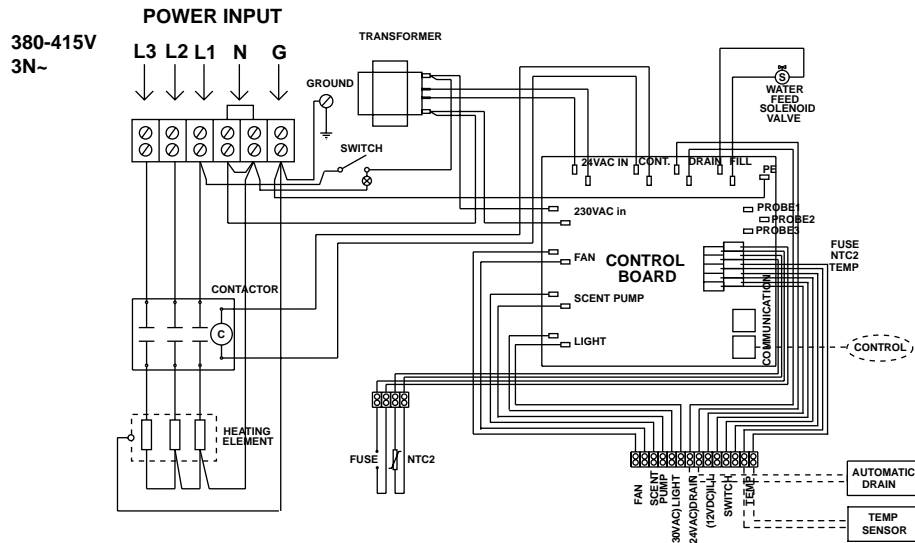 POWER INPUT
380-415V
3N~
L3 L2 L1 N G
TRANSFORMER
GROUND
SWITCH
S
WATER
FEED
SOLENOID
VALVE
24VAC IN CONT. DRAIN FILL
PE
230VAC in
PROBE1
PROBE2
PROBE3
FAN
CONTROL
BOARD
FUSE
NTC2
TEMP
SCENT PUMP
LIGHT
COMMUNICATION
CONTROL
CONTACTOR
C
HEATING
ELEMENT
FUSE
NTC2
FAN
SCENT
PUMP
30VAC)LIGHT
24VAC)DRAIN
(12VDC)ILL
SWITCH
TEMP
AUTOMATIC
DRAIN
TEMP
SENSOR